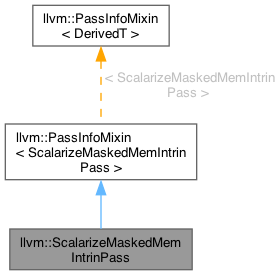 llvm::PassInfoMixin
< DerivedT >
< ScalarizeMaskedMemIntrin
Pass >
llvm::PassInfoMixin
< ScalarizeMaskedMemIntrin
Pass >
llvm::ScalarizeMaskedMem
IntrinPass